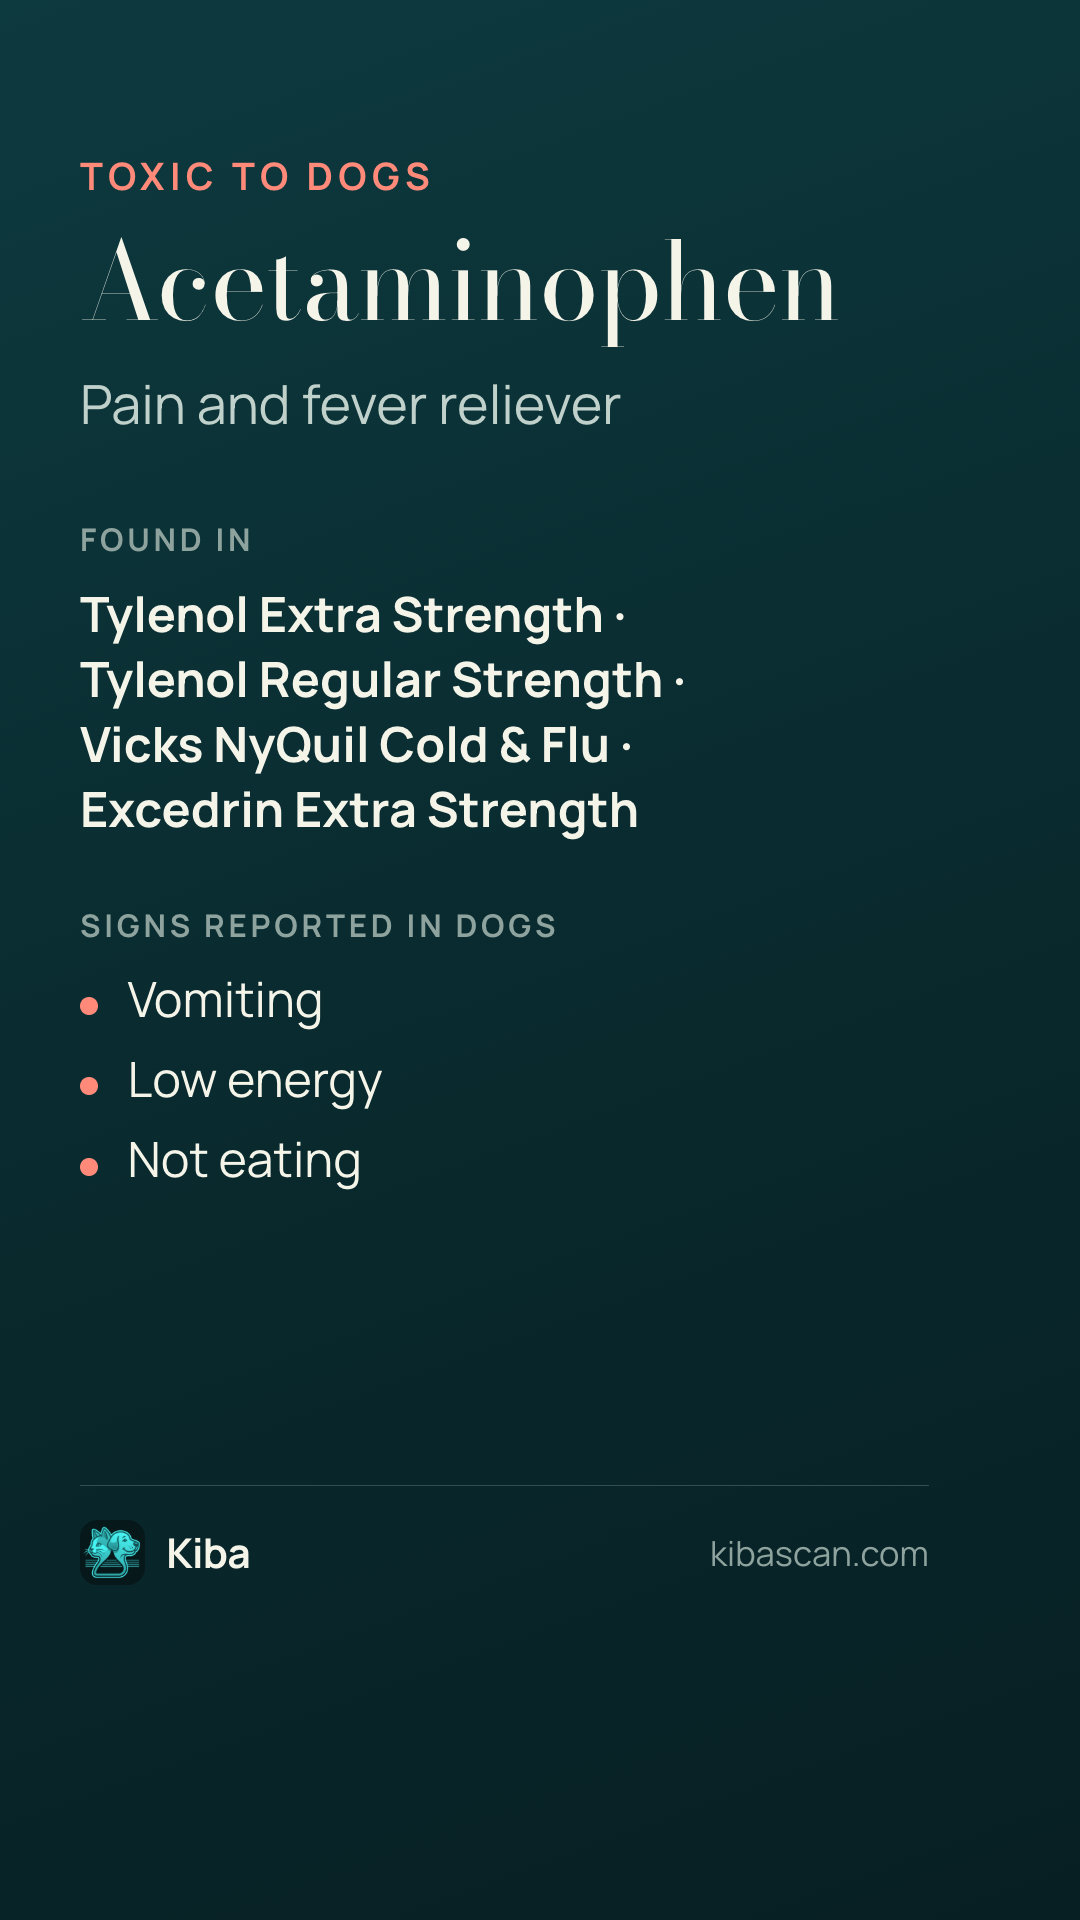 TOXIC TO DOGS
Acetaminophen
Pain and fever reliever
FOUND IN
Tylenol Extra Strength ·
Tylenol Regular Strength ·
Vicks NyQuil Cold & Flu ·
Excedrin Extra Strength
SIGNS REPORTED IN DOGS
Vomiting
Low energy
Not eating
Kiba
kibascan.com